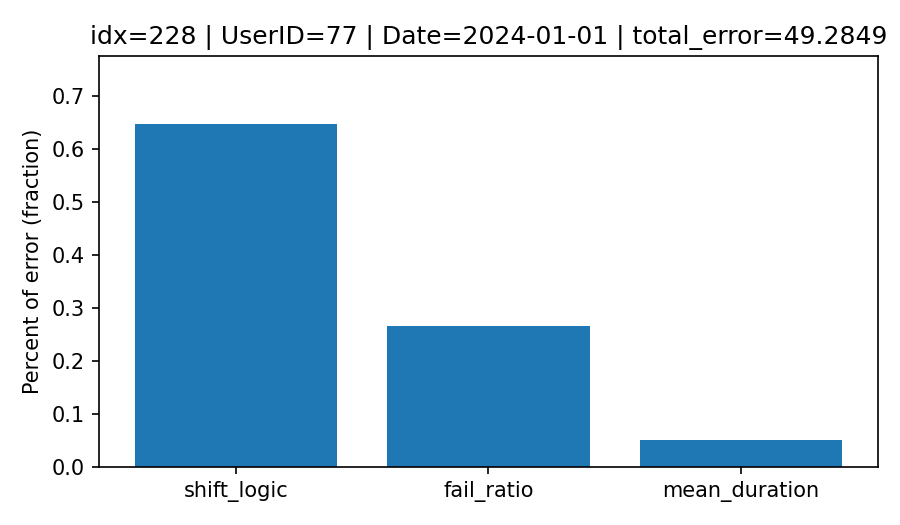 idx=228 | UserID=77 | Date=2024-01-01 | total_error=49.2849
Percent of error (fraction)
0.7
0.6
0.5
0.4
0.3
0.2
0.1
0.0
shift_logic fail_ratio mean_duration